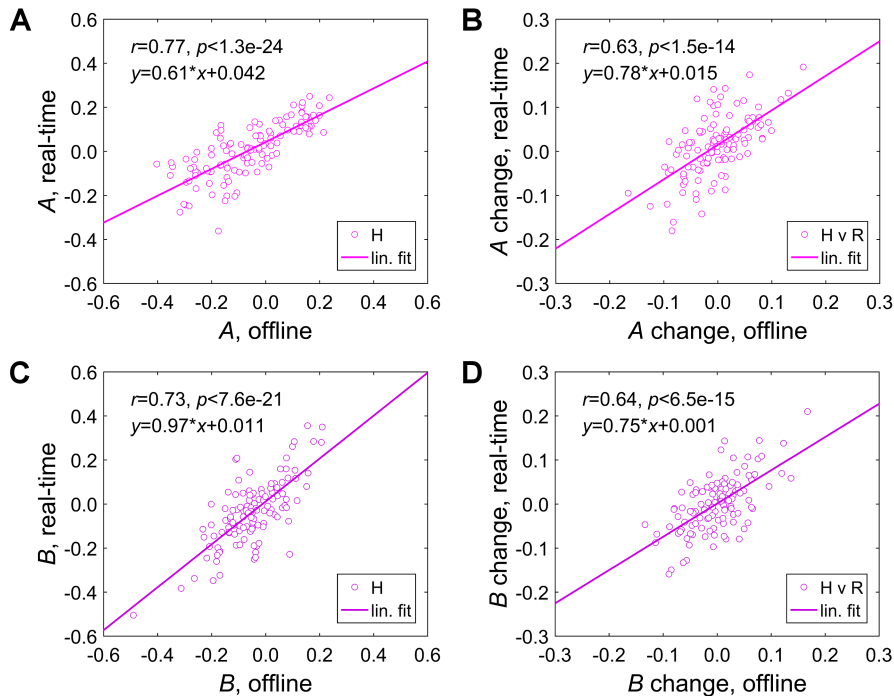 A
r=0.77, p<1.3e-24
y=0.61*x+0.042
0.6
0.4
0.2
0.0
-0.2
-0.4
-0.6
A, real-time
H
lin. fit
-0.6 -0.4 -0.2 0.0 0.2 0.4 0.6
A, offline
B
r=0.63, p<1.5e-14
y=0.78*x+0.015
0.3
0.2
0.1
0.0
-0.1
-0.2
-0.3
A change, real-time
H v R
lin. fit
-0.3 -0.2 -0.1 0.0 0.1 0.2 0.3
A change, offline
C
r=0.73, p<7.6e-21
y=0.97*x+0.011
0.6
0.4
0.2
0.0
-0.2
-0.4
-0.6
B, real-time
H
lin. fit
-0.6 -0.4 -0.2 0.0 0.2 0.4 0.6
B, offline
D
r=0.64, p<6.5e-15
y=0.75*x+0.001
0.3
0.2
0.1
0.0
-0.1
-0.2
-0.3
B change, real-time
H v R
lin. fit
-0.3 -0.2 -0.1 0.0 0.1 0.2 0.3
B change, offline